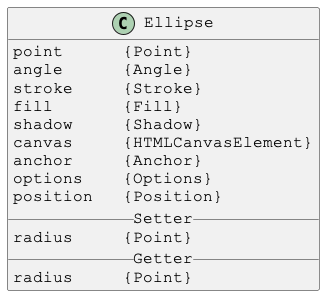 C Ellipse
point {Point}
angle {Angle}
stroke {Stroke}
fill {Fill}
shadow {Shadow}
canvas {HTMLCanvasElement}
anchor {Anchor}
options {Options}
position {Position}
Setter
radius {Point}
Getter
radius {Point}